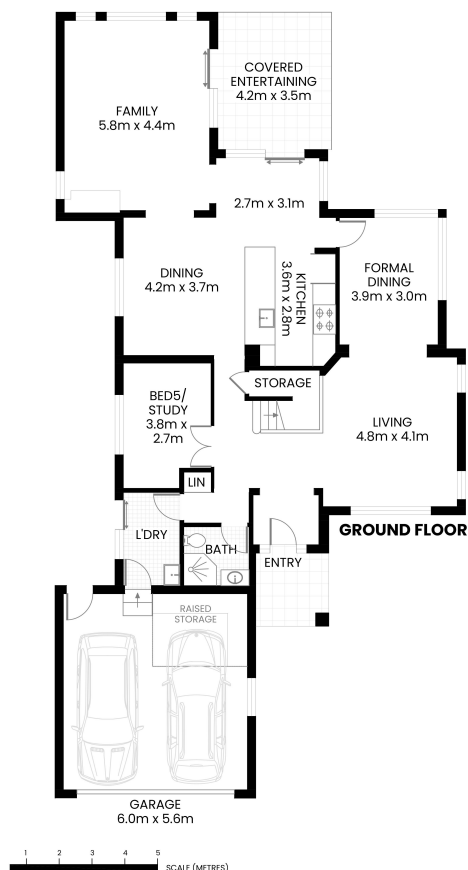 COVERED
ENTERTAINING
4.2m x 3.5m
FAMILY
5.8m x 4.4m
2.7m x 3.1m
DINING
4.2m x 3.7m
KITCHEN
3.6m x 2.8m
FORMAL
DINING
3.9m x 3.0m
STORAGE
BED5/
STUDY
3.8m x
2.7m
LIVING
4.8m x 4.1m
LIN
GROUND FLOOR
L'DRY
BATH
ENTRY
RAISED
STORAGE
GARAGE
6.0m x 5.6m
1 2 3 4 5
SCALE (METRES)